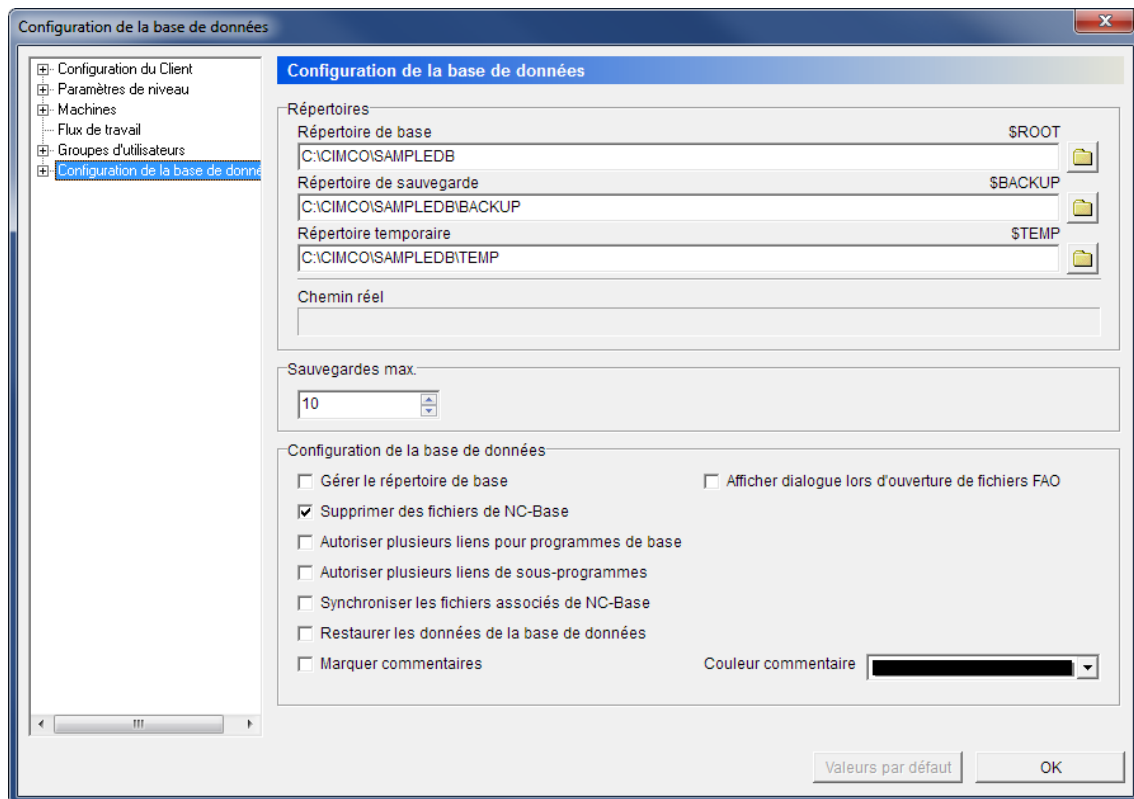 Configuration de la base de données
Configuration du Client
Paramètres de niveau
Machines
Flux de travail
Groupes d'utilisateurs
Configuration de la base de donné
Configuration de la base de données
Répertoires
Répertoire de base $ROOT
C:\CIMCO\SAMPLEDB
Répertoire de sauvegarde $BACKUP
C:\CIMCO\SAMPLEDB\BACKUP
Répertoire temporaire $TEMP
C:\CIMCO\SAMPLEDB\TEMP
Chemin réel
Sauvegardes max.
10
Configuration de la base de données
Gérer le répertoire de base Afficher dialogue lors d'ouverture de fichiers FAO
Supprimer des fichiers de NC-Base
Autoriser plusieurs liens pour programmes de base
Autoriser plusieurs liens de sous-programmes
Synchroniser les fichiers associés de NC-Base
Restaurer les données de la base de données
Marquer commentaires Couleur commentaire
Valeurs par défaut OK